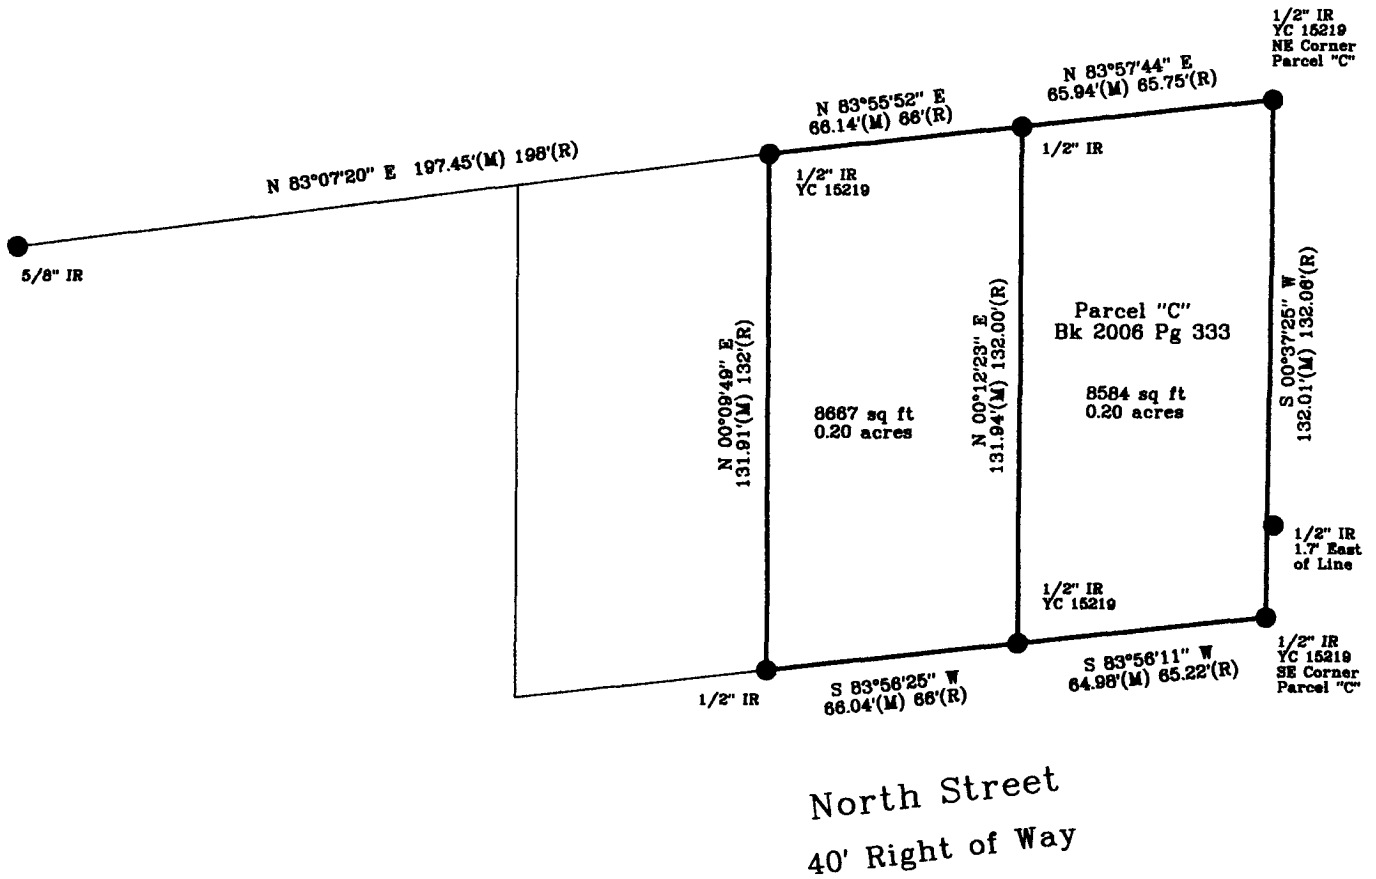 1/2" IR
YC 15219
NE Corner
Parcel "C"
N 83°57'44" E
65.94'(M) 65.75'(R)
N 83°55'52" E
66.14'(M) 66'(R)
1/2" IR
N 83°07'20" E 197.45'(M) 198'(R)
1/2" IR
YC 15219
5/8" IR
N 00°09'49" E
131.91'(M) 132'(R)
8667 sq ft
0.20 acres
N 00°12'23" E
131.94'(M) 132.00'(R)
Parcel "C"
Bk 2006 Pg 333
8584 sq ft
0.20 acres
S 00°37'25" W
132.01'(M) 132.06'(R)
1/2" IR
1.7' East
of Line
1/2" IR
YC 15219
1/2" IR
S 83°56'25" W
66.04'(M) 66'(R)
S 83°56'11" W
64.98'(M) 65.22'(R)
1/2" IR
YC 15219
SE Corner
Parcel "C"
North Street
40' Right of Way